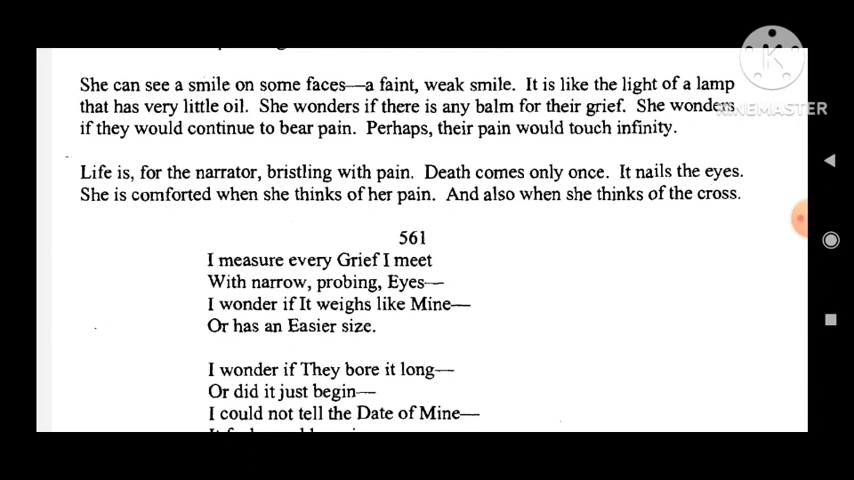 She can see a smile on some faces—a faint, weak smile. It is like the light of a lamp
that has very little oil. She wonders if there is any balm for their grief. She wonders
if they would continue to bear pain. Perhaps, their pain would touch infinity.
Life is, for the narrator, bristling with pain. Death comes only once. It nails the eyes.
She is comforted when she thinks of her pain. And also when she thinks of the cross.
561
I measure every Grief I meet
With narrow, probing, Eyes—
I wonder if It weighs like Mine—
Or has an Easier size.
I wonder if They bore it long—
Or did it just begin—
I could not tell the Date of Mine—
K
KINEMASTER